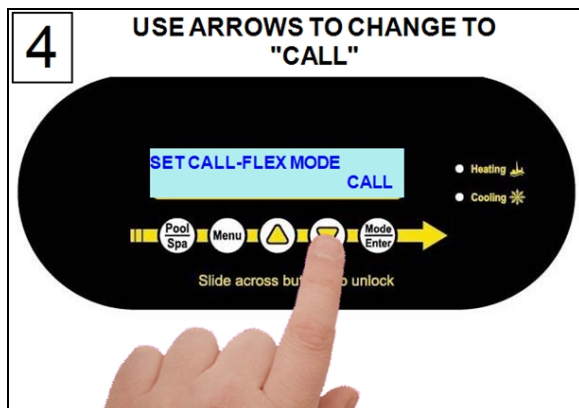 4
USE ARROWS TO CHANGE TO
"CALL"
SET CALL-FLEX MODE
CALL
Heating
Cooling
Pool
Spa
Menu
Mode
Enter
Slide across but o unlock